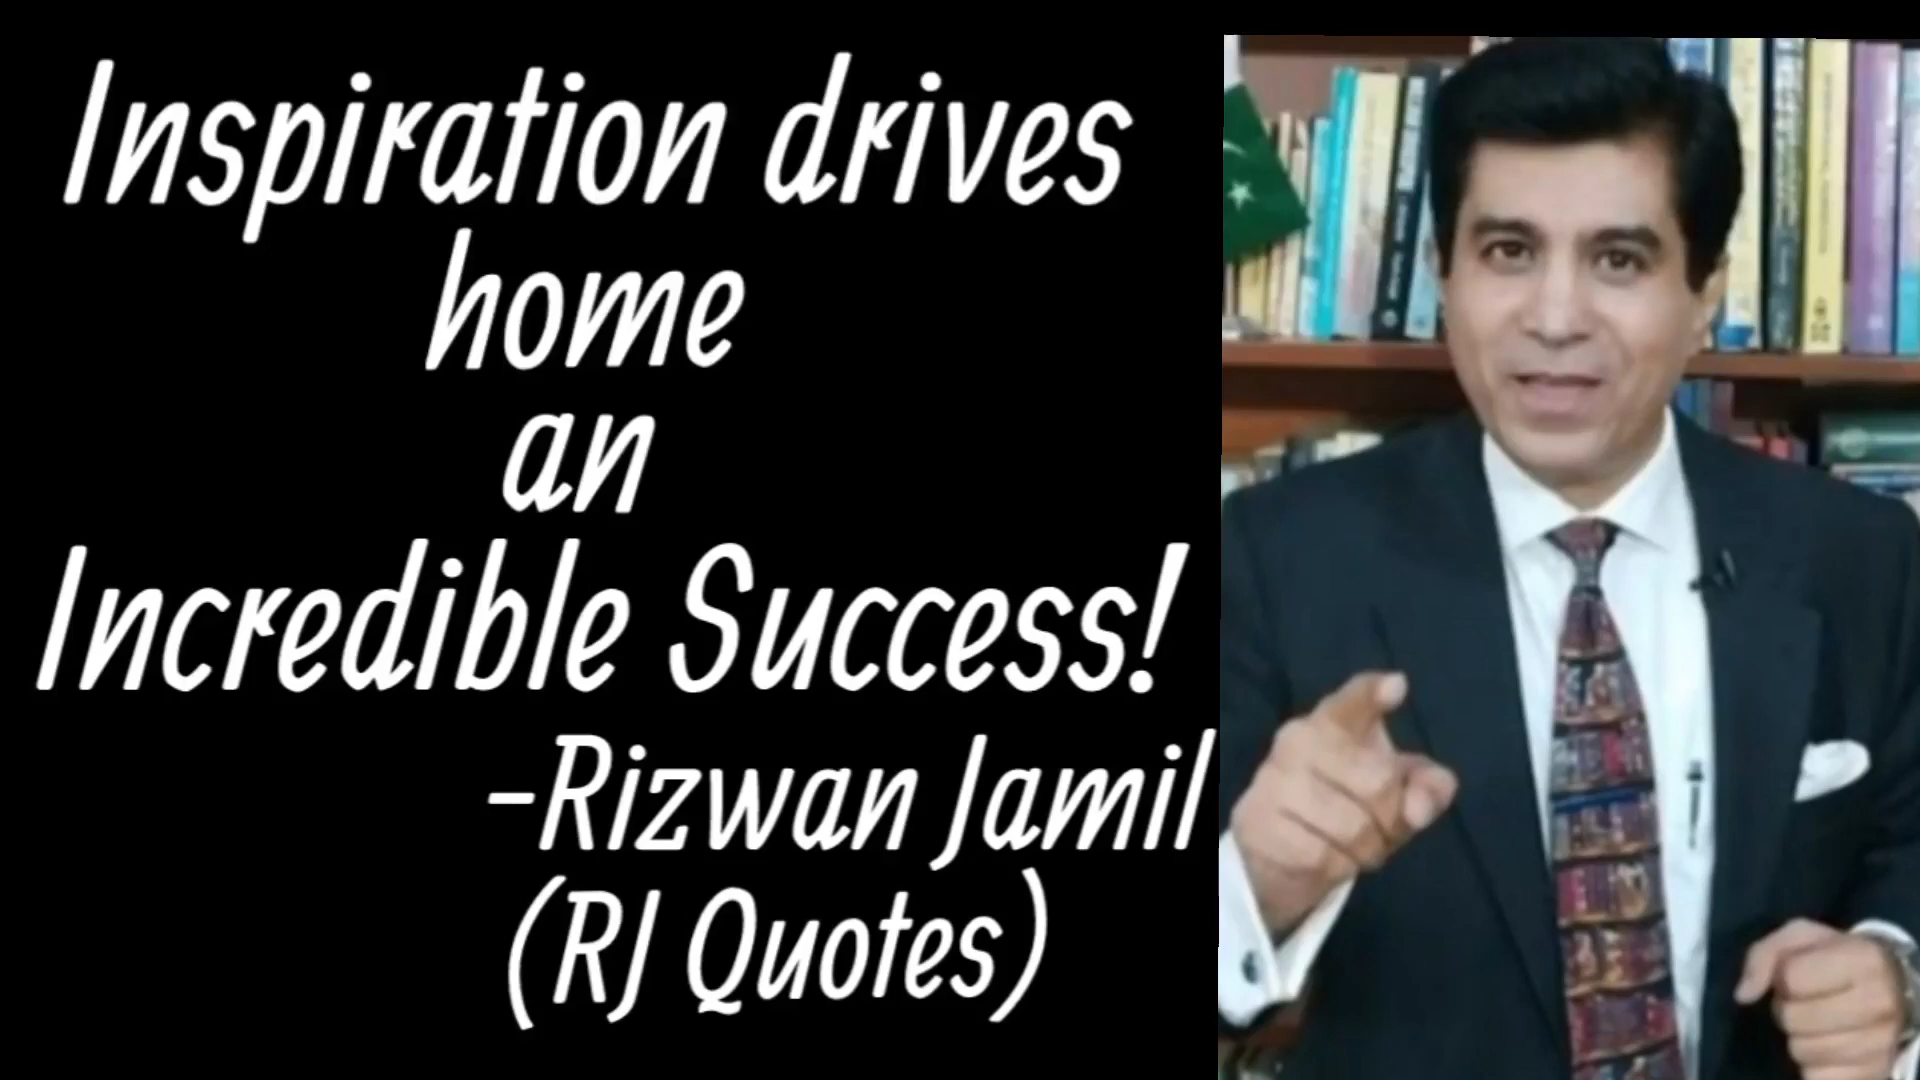 Inspiration drives
home
an
Incredible Success!
-Rizwan Jamil
(RJ Quotes)